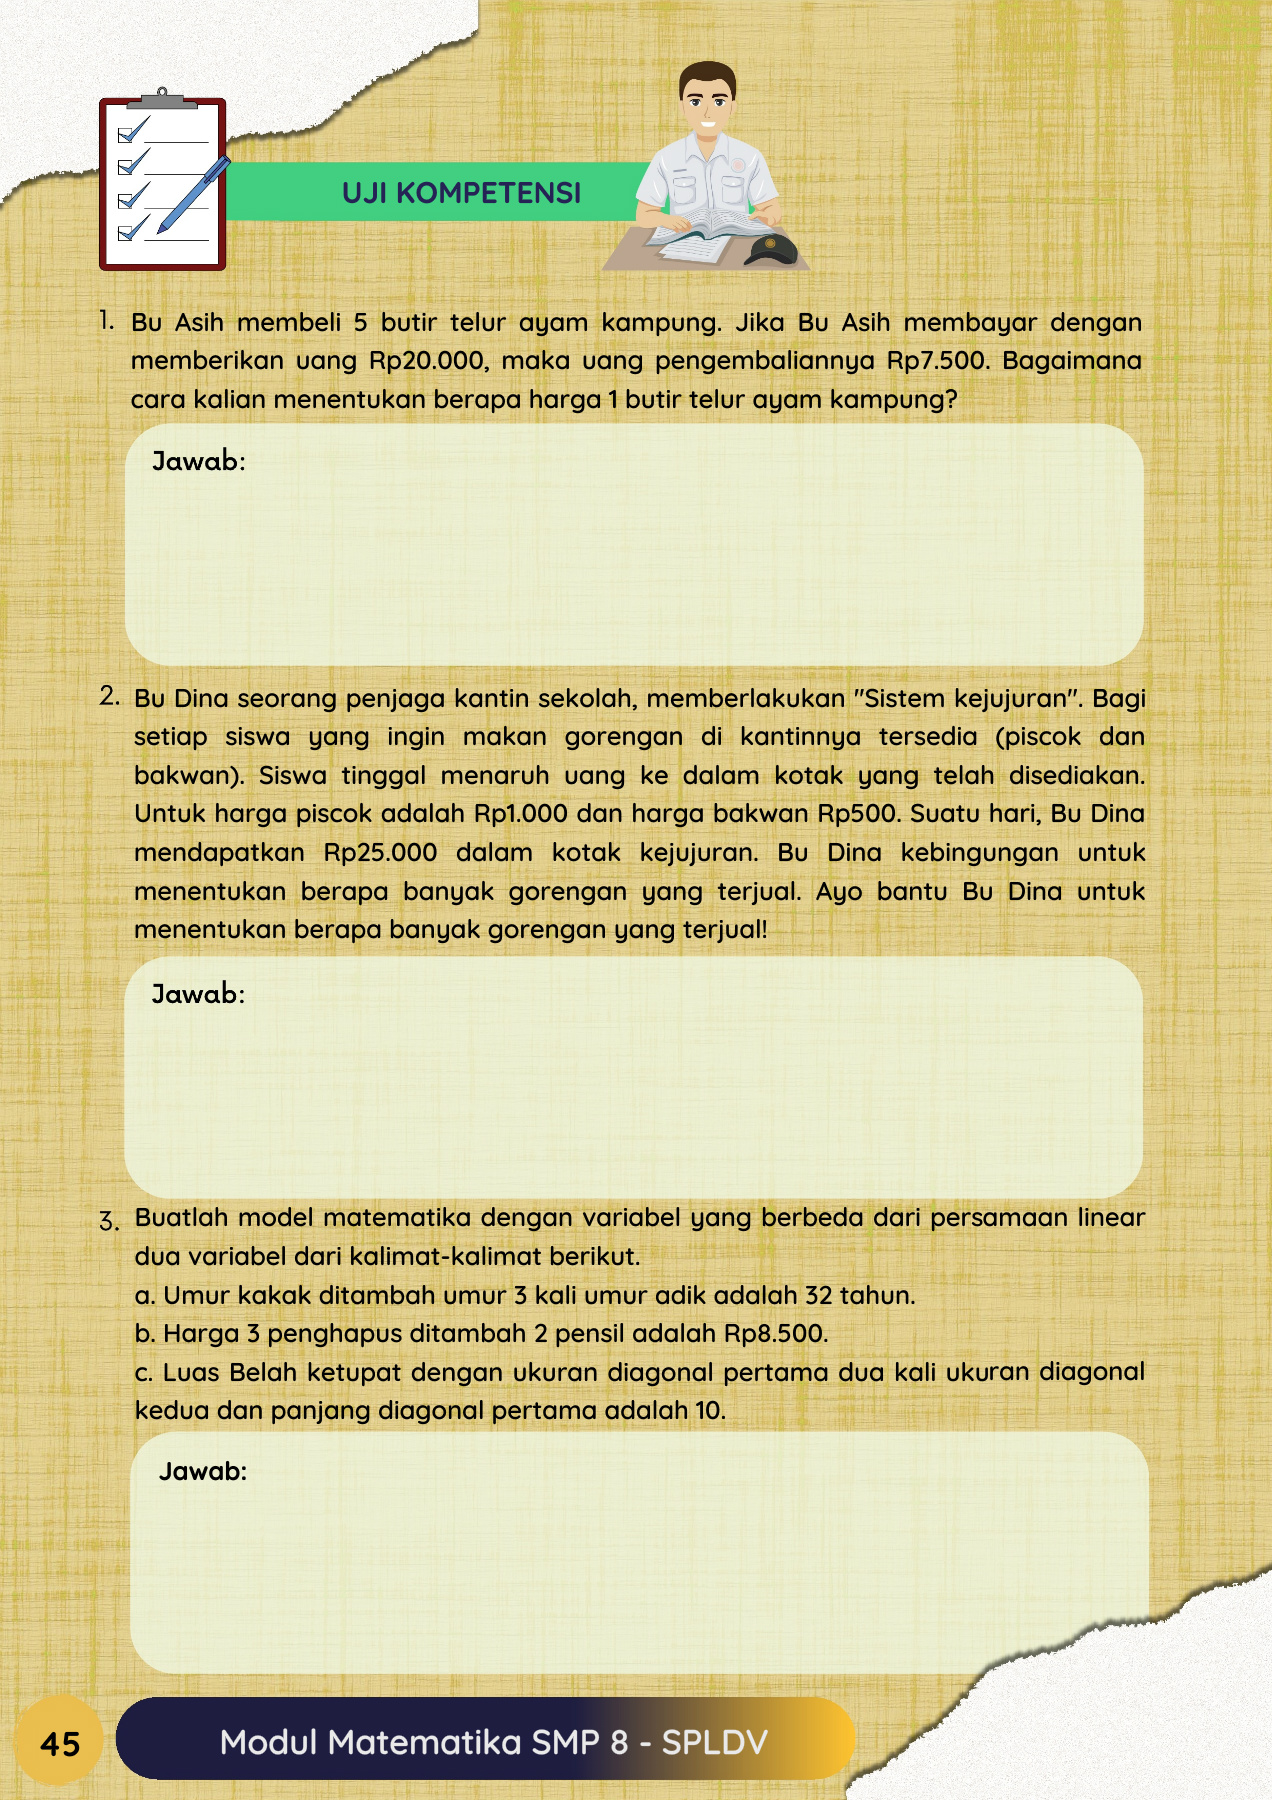 UJI KOMPETENSI
1. Bu Asih membeli 5 butir telur ayam kampung. Jika Bu Asih membayar dengan
memberikan uang Rp20.000, maka uang pengembaliannya Rp7.500. Bagaimana
cara kalian menentukan berapa harga 1 butir telur ayam kampung?
Jawab:
2. Bu Dina seorang penjaga kantin sekolah, memberlakukan "Sistem kejujuran". Bagi
setiap siswa yang ingin makan gorengan di kantinnya tersedia (piscok dan
bakwan). Siswa tinggal menaruh uang ke dalam kotak yang telah disediakan.
Untuk harga piscok adalah Rp1.000 dan harga bakwan Rp500. Suatu hari, Bu Dina
mendapatkan Rp25.000 dalam kotak kejujuran. Bu Dina kebingungan untuk
menentukan berapa banyak gorengan yang terjual. Ayo bantu Bu Dina untuk
menentukan berapa banyak gorengan yang terjual!
Jawab:
3. Buatlah model matematika dengan variabel yang berbeda dari persamaan linear
dua variabel dari kalimat-kalimat berikut.
a. Umur kakak ditambah umur 3 kali umur adik adalah 32 tahun.
b. Harga 3 penghapus ditambah 2 pensil adalah Rp8.500.
c. Luas Belah ketupat dengan ukuran diagonal pertama dua kali ukuran diagonal
kedua dan panjang diagonal pertama adalah 10.
Jawab:
45
Modul Matematika SMP 8 - SPLDV